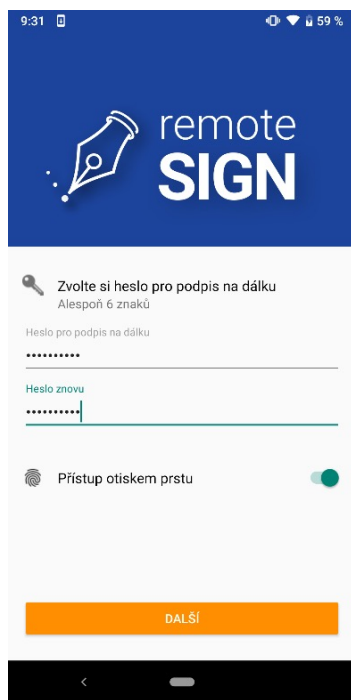 9:31
59 %
remote
SIGN
Zvolte si heslo pro podpis na dálku
Alespoň 6 znaků
Heslo pro podpis na dálku
••••••••••
Heslo znovu
••••••••••
Přístup otiskem prstu
DALŠÍ